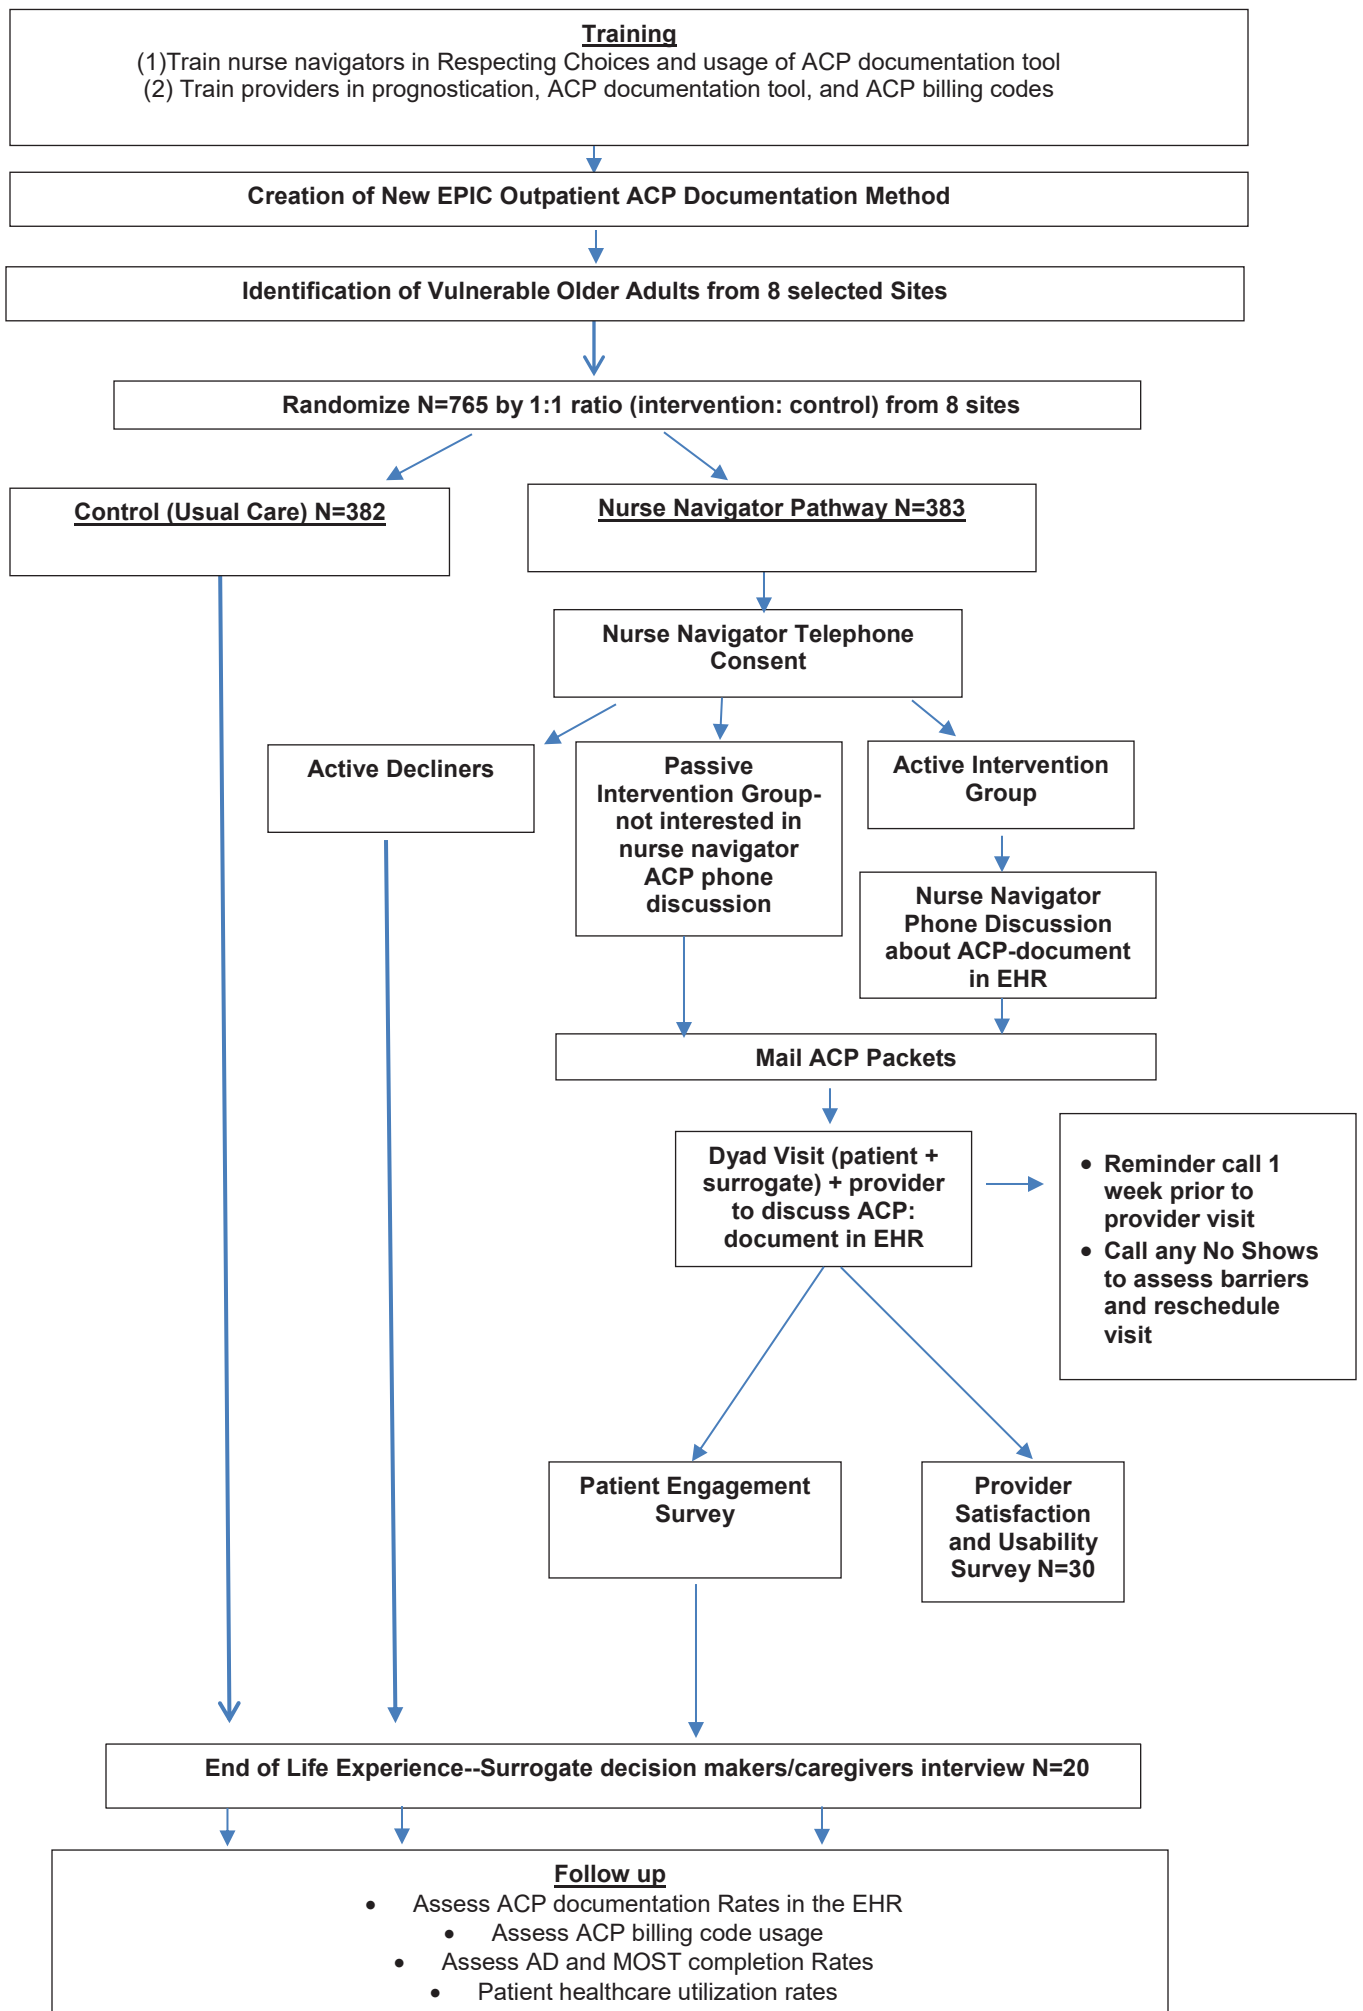 Training
(1)Train nurse navigators in Respecting Choices and usage of ACP documentation tool
(2) Train providers in prognostication, ACP documentation tool, and ACP billing codes
Creation of New EPIC Outpatient ACP Documentation Method
Identification of Vulnerable Older Adults from 8 selected Sites
Randomize N=765 by 1:1 ratio (intervention: control) from 8 sites
Control (Usual Care) N=382
Nurse Navigator Pathway N=383
Nurse Navigator Telephone
Consent
Active Decliners
Passive
Intervention Group-
not interested in
nurse navigator
ACP phone
discussion
Active Intervention
Group
Nurse Navigator
Phone Discussion
about ACP-document
in EHR
Mail ACP Packets
Dyad Visit (patient +
surrogate) + provider
to discuss ACP:
document in EHR
• Reminder call 1
week prior to
provider visit
• Call any No Shows
to assess barriers
and reschedule
visit
Patient Engagement
Survey
Provider
Satisfaction
and Usability
Survey N=30
End of Life Experience--Surrogate decision makers/caregivers interview N=20
Follow up
• Assess ACP documentation Rates in the EHR
• Assess ACP billing code usage
• Assess AD and MOST completion Rates
• Patient healthcare utilization rates